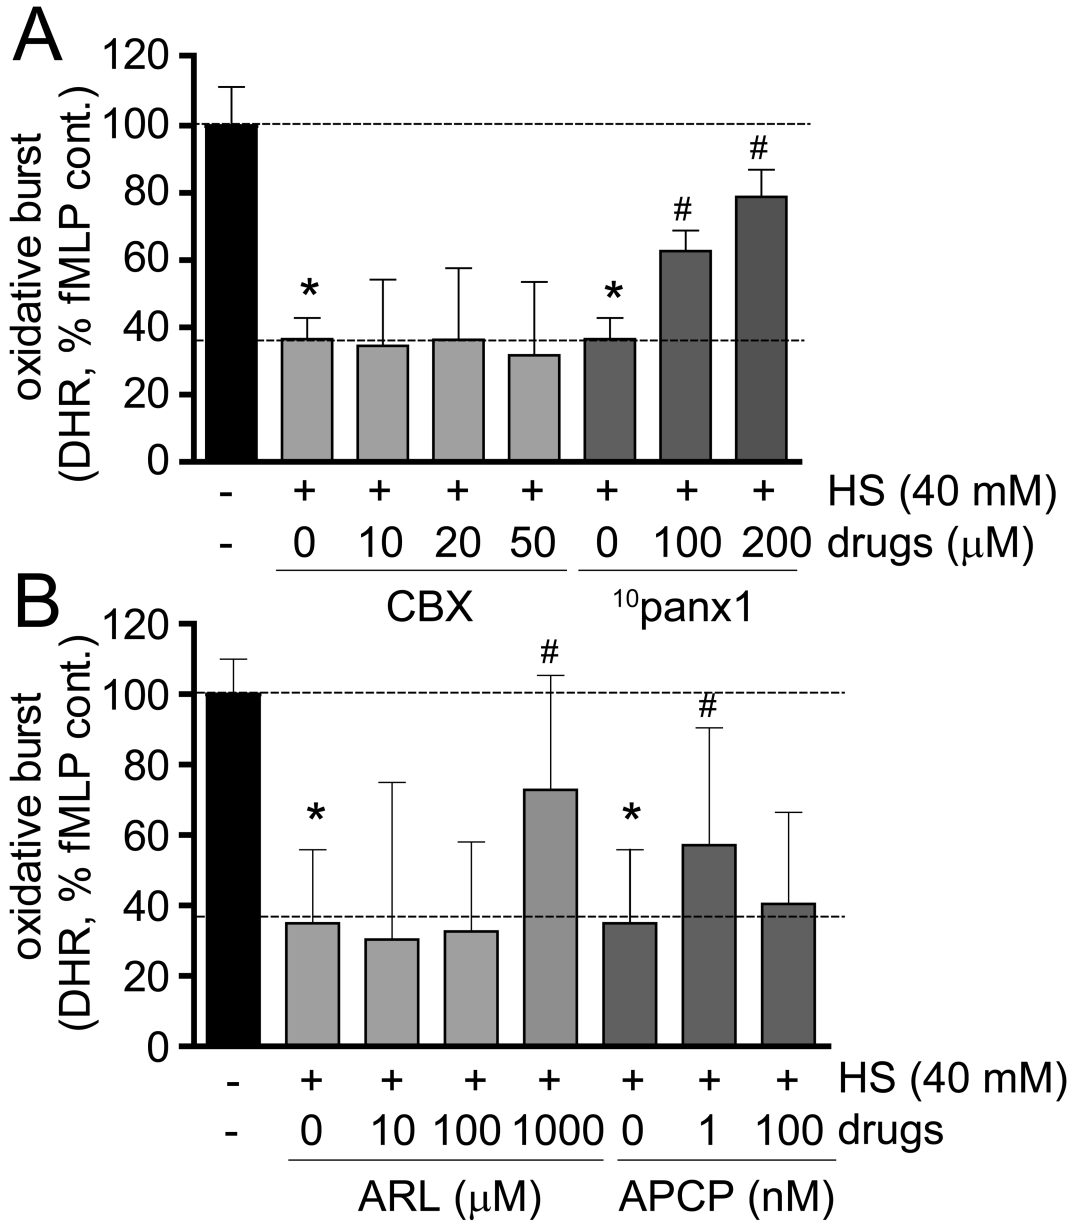 A
120
100
80
60
40
20
0
oxidative burst
(DHR, % fMLP cont.)
* * # #
- + + + + + + + HS (40 mM)
- 0 10 20 50 0 100 200 drugs (μM)
CBX ¹⁰panx1
B
120
100
80
60
40
20
0
oxidative burst
(DHR, % fMLP cont.)
* # * #
- + + + + + + + HS (40 mM)
- 0 10 100 1000 0 1 100 drugs
ARL (μM) APCP (nM)